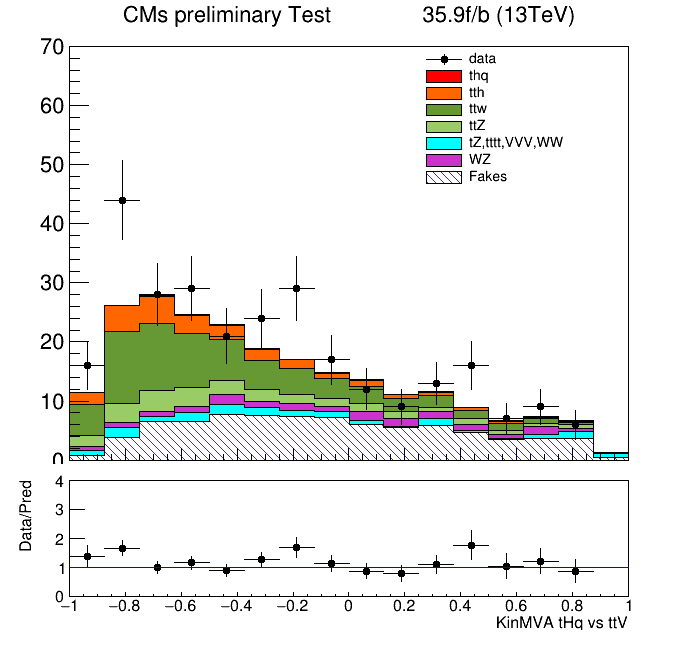 CMs preliminary Test 35.9f/b (13TeV)
70
60
50
40
30
20
10
0
data
thq
tth
ttw
ttZ
tZ,tttt,VVV,WW
WZ
Fakes
Data/Pred
4
3
2
1
0
−1 −0.8 −0.6 −0.4 −0.2 0 0.2 0.4 0.6 0.8 1
KinMVA tHq vs ttV